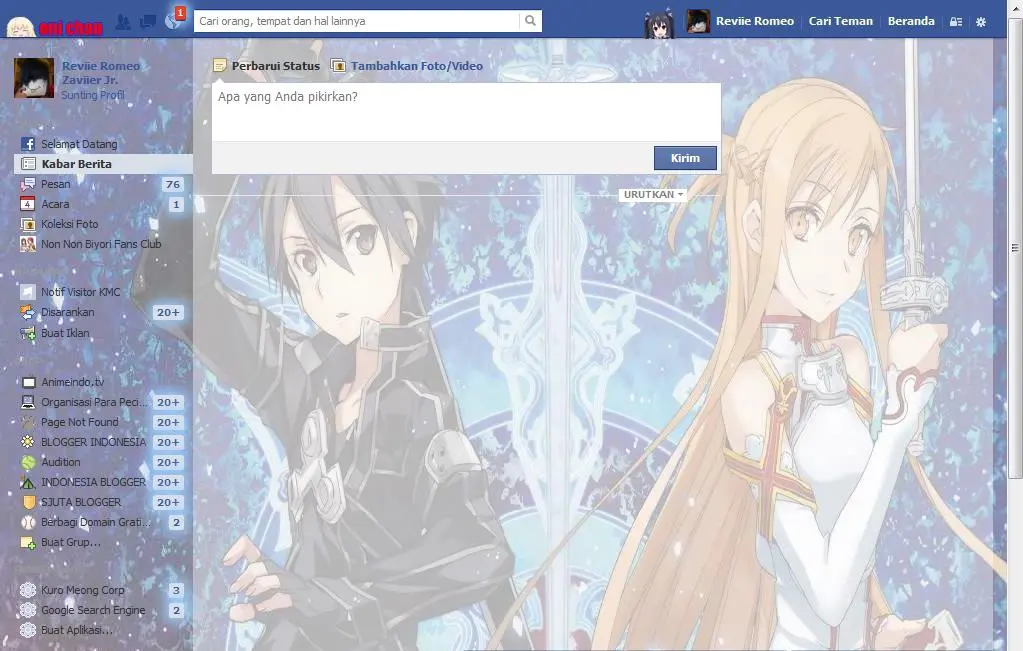 oni chan
1
Cari orang, tempat dan hal lainnya
Reviie Romeo
Cari Teman
Beranda
Reviie Romeo
Zaviier Jr.
Sunting Profil
Perbarui Status
Tambahkan Foto/Video
Apa yang Anda pikirkan?
Kirim
URUTKAN
Selamat Datang
Kabar Berita
Pesan 76
4 Acara 1
Koleksi Foto
Non Non Biyori Fans Club
Notif Visitor KMC
Disarankan 20+
Buat Iklan
Animeindo.tv
Organisasi Para Peci... 20+
Page Not Found 20+
BLOGGER INDONESIA 20+
Audition 20+
INDONESIA BLOGGER 20+
SJUTA BLOGGER 20+
Berbagi Domain Grati... 2
Buat Grup...
Kuro Meong Corp 3
Google Search Engine 2
Buat Aplikasi...